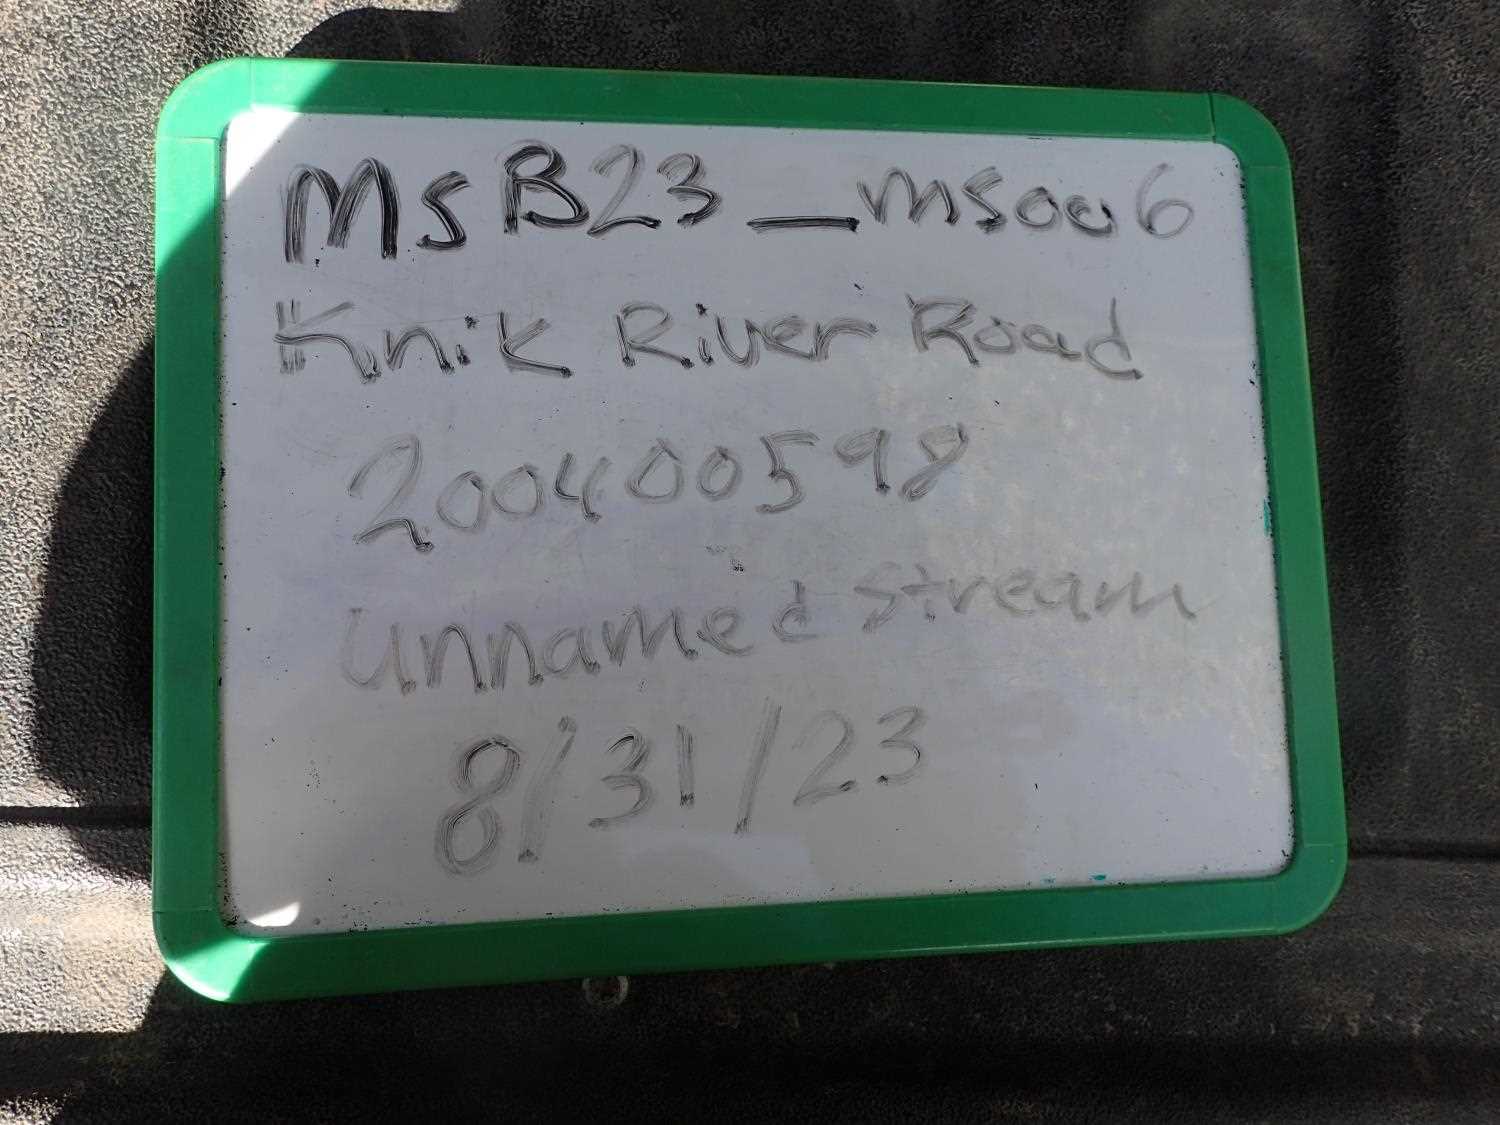 MSB23_MS006
Knik River Road
200400598
Unnamed Stream
8/31/23